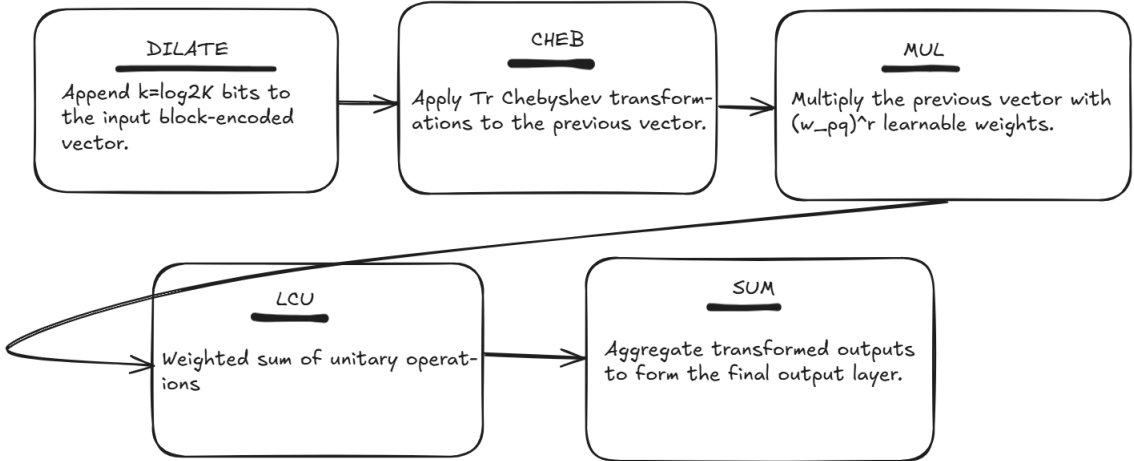 DILATE
Append k=log2K bits to
the input block-encoded
vector.
CHEB
Apply Tr Chebyshev transform-
ations to the previous vector.
MUL
Multiply the previous vector with
(w_pq)^r learnable weights.
LCU
Weighted sum of unitary operat-
ions
SUM
Aggregate transformed outputs
to form the final output layer.